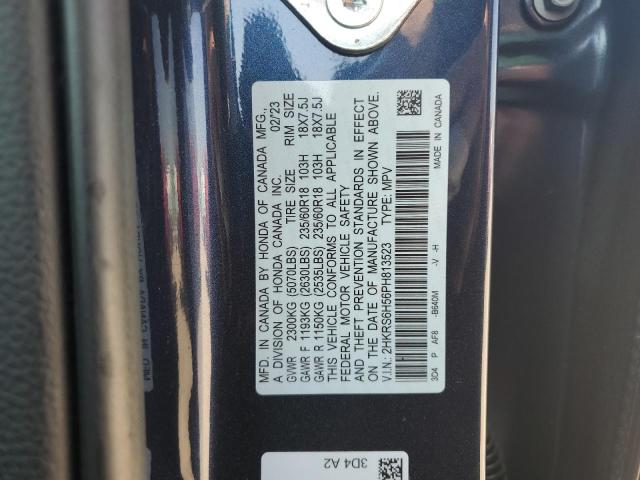 MFD. IN CANADA BY HONDA OF CANADA MFG.,
A DIVISION OF HONDA CANADA INC. 02/'23
GVWR 2300KG (5070LBS) TIRE SIZE RIM SIZE
GAWR F 1193KG (2630LBS) 235/60R18 103H 18X7.5J
GAWR R 1150KG (2535LBS) 235/60R18 103H 18X7.5J
THIS VEHICLE CONFORMS TO ALL APPLICABLE
FEDERAL MOTOR VEHICLE SAFETY
AND THEFT PREVENTION STANDARDS IN EFFECT
ON THE DATE OF MANUFACTURE SHOWN ABOVE.
V.I.N.: 2HKRS6H56PH813523 TYPE: MPV
3D4 P AF8 -B640M -V -H MADE IN CANADA
3D4 A2